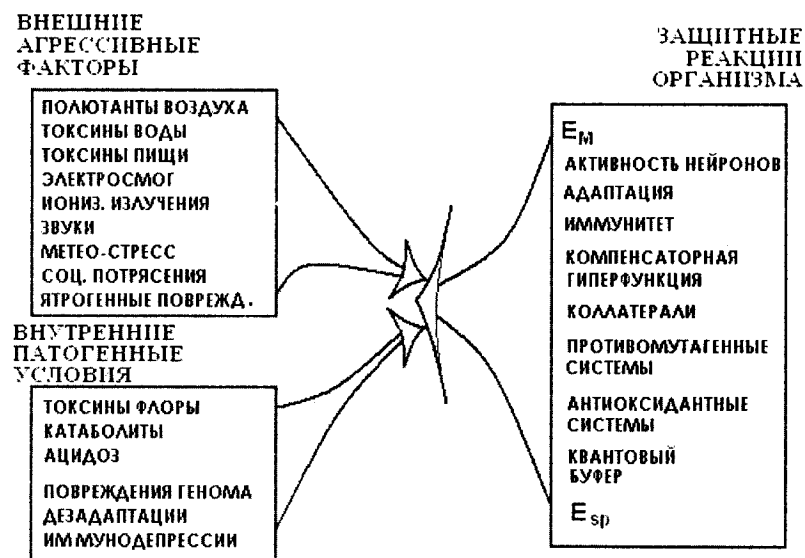 ВНЕШНИЕ
АГРЕССИВНЫЕ
ФАКТОРЫ
ПОЛЮТАНТЫ ВОЗДУХА
ТОКСИНЫ ВОДЫ
ТОКСИНЫ ПИЩИ
ЭЛЕКТРОСМОГ
ИОНИЗ. ИЗЛУЧЕНИЯ
ЗВУКИ
МЕТЕО-СТРЕСС
СОЦ. ПОТРЯСЕНИЯ
ЯТРОГЕННЫЕ ПОВРЕЖД.
ВНУТРЕННИЕ
ПАТОГЕННЫЕ
УСЛОВИЯ
ТОКСИНЫ ФЛОРЫ
КАТАБОЛИТЫ
АЦИДОЗ
ПОВРЕЖДЕНИЯ ГЕНОМА
ДЕЗАДАПТАЦИИ
ИММУНОДЕПРЕССИИ
ЗАЩИТНЫЕ
РЕАКЦИИ
ОРГАНИЗМА
EM
АКТИВНОСТЬ НЕЙРОНОВ
АДАПТАЦИЯ
ИММУНИТЕТ
КОМПЕНСАТОРНАЯ
ГИПЕРФУНКЦИЯ
КОЛЛАТЕРАЛИ
ПРОТИВОМУТАГЕННЫЕ
СИСТЕМЫ
АНТИОКСИДАНТНЫЕ
СИСТЕМЫ
КВАНТОВЫЙ
БУФЕР
Esp